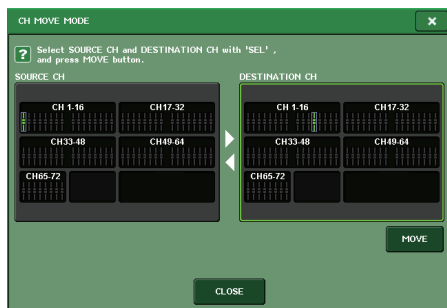 CH MOVE MODE
Select SOURCE CH and DESTINATION CH with 'SEL' ,
and press MOVE button.
SOURCE CH
DESTINATION CH
CH 1-16
CH17-32
CH 1-16
CH17-32
CH33-48
CH49-64
CH33-48
CH49-64
CH65-72
CH65-72
MOVE
CLOSE